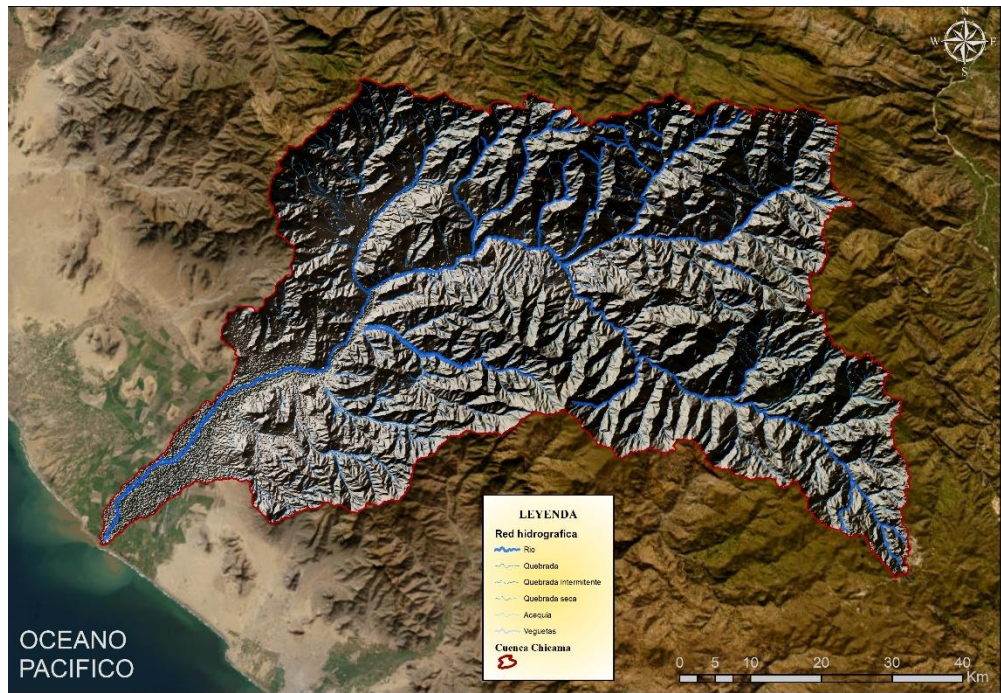 N
W E
S
LEYENDA
Red hidrografica
Rio
Quebrada
Quebrada intermitente
Quebrada seca
Acequia
Veguetas
Cuenca Chicama
OCEANO
PACIFICO
0 5 10 20 30 40
Km